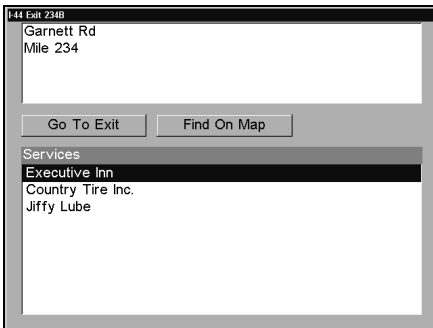 I-44 Exit 234B
Garnett Rd
Mile 234
Go To Exit
Find On Map
Services
Executive Inn
Country Tire Inc.
Jiffy Lube